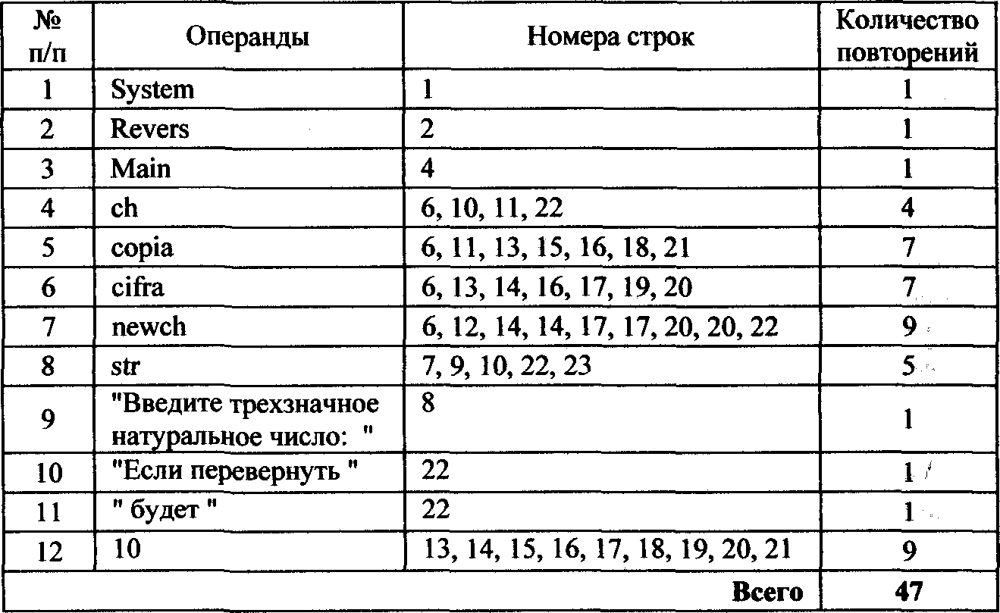 № п/п Операнды Номера строк Количество повторений
1 System 1 1
2 Revers 2 1
3 Main 4 1
4 ch 6, 10, 11, 22 4
5 copia 6, 11, 13, 15, 16, 18, 21 7
6 cifra 6, 13, 14, 16, 17, 19, 20 7
7 newch 6, 12, 14, 14, 17, 17, 20, 20, 22 9
8 str 7, 9, 10, 22, 23 5
9 "Введите трехзначное натуральное число: " 8 1
10 "Если перевернуть " 22 1
11 " будет " 22 1
12 10 13, 14, 15, 16, 17, 18, 19, 20, 21 9
Всего 47